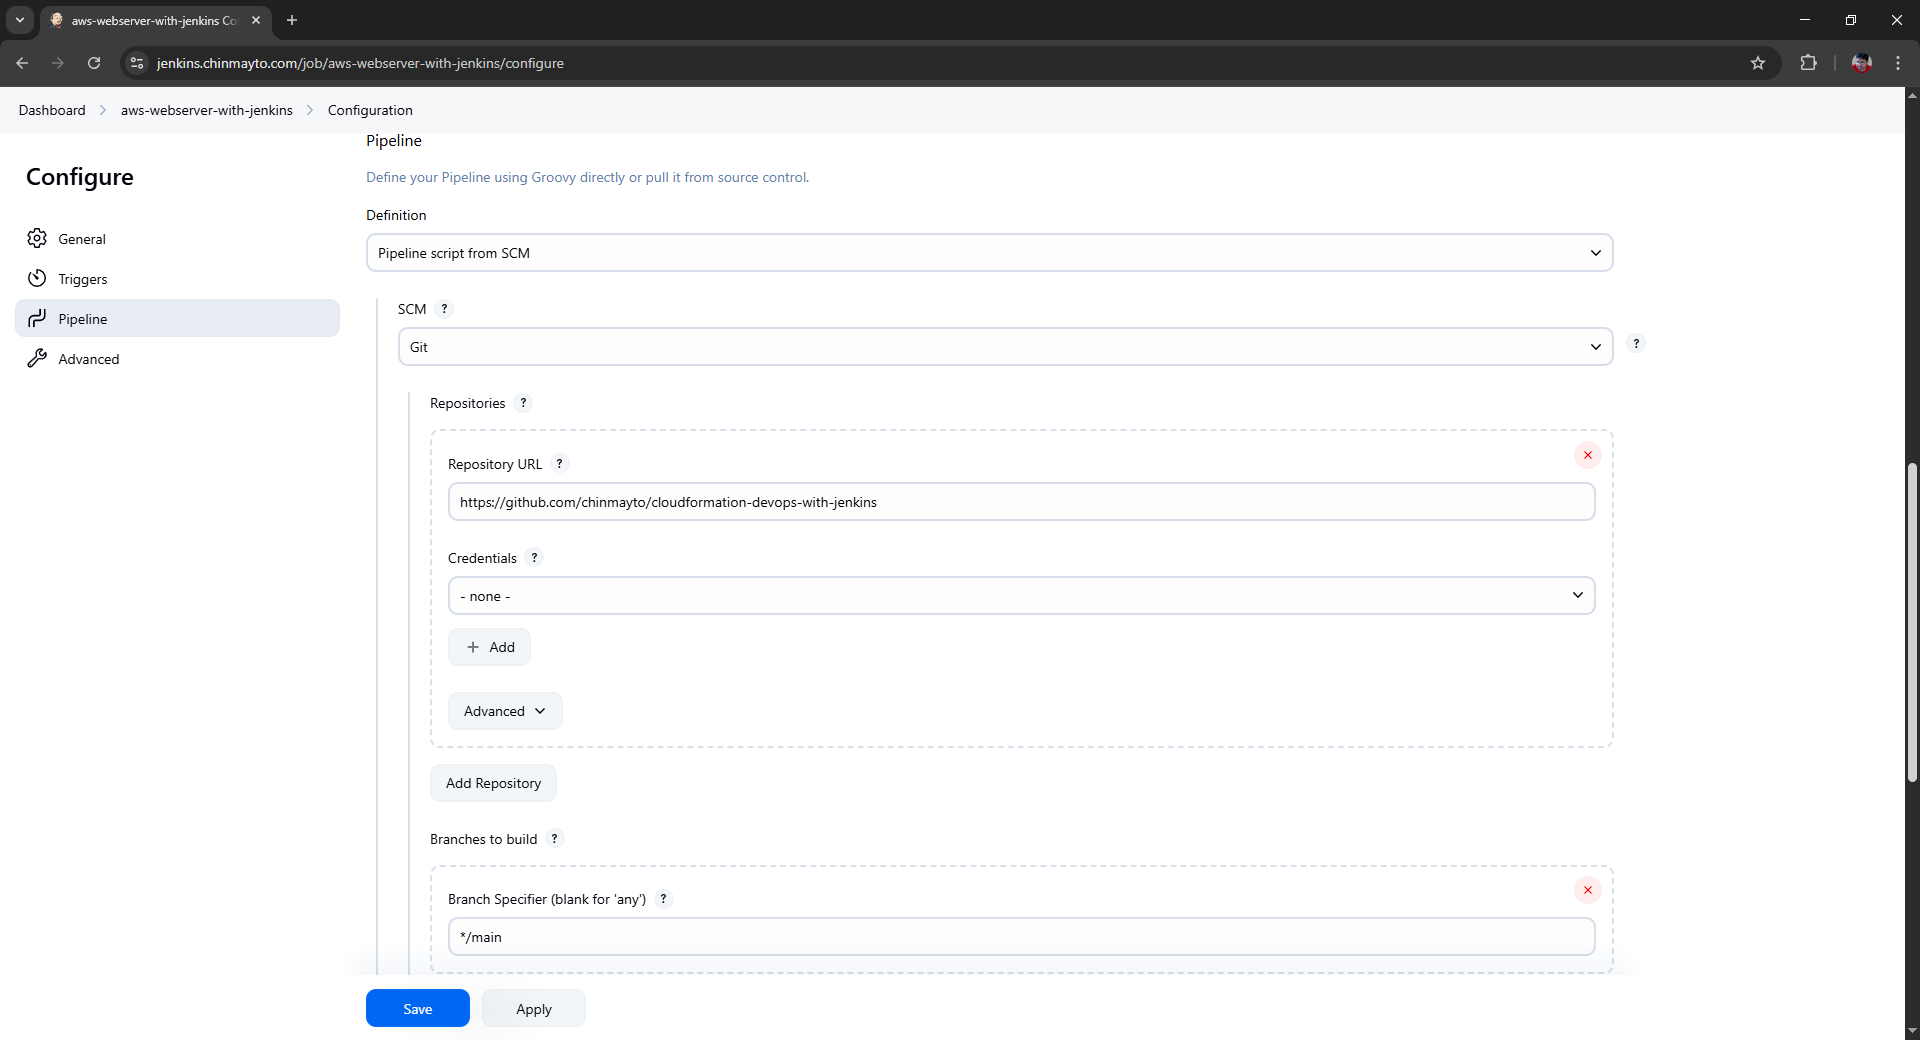 aws-webserver-with-jenkins Co
jenkins.chinmayto.com/job/aws-webserver-with-jenkins/configure
Dashboard aws-webserver-with-jenkins Configuration
Configure
General
Triggers
Pipeline
Advanced
Pipeline
Define your Pipeline using Groovy directly or pull it from source control.
Definition
Pipeline script from SCM
SCM ?
Git
?
Repositories ?
Repository URL ?
https://github.com/chinmayto/cloudformation-devops-with-jenkins
Credentials ?
- none -
+ Add
Advanced
Add Repository
Branches to build ?
Branch Specifier (blank for 'any') ?
*/main
Save Apply